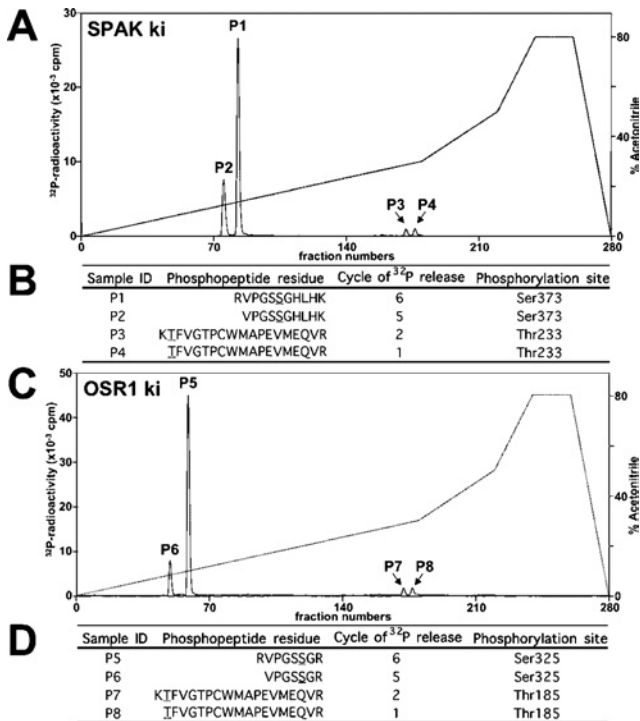 A
SPAK ki
30
20
10
0
³²P-radioactivity (x10⁻³ cpm)
P1
P2
P3 P4
80
40
0
% Acetonitrile
70 140 210 280
fraction numbers
B
Sample ID Phosphopeptide residue Cycle of ³²P release Phosphorylation site
P1 RVPGSSGHLHK 6 Ser373
P2 VPGSSGHLHK 5 Ser373
P3 KTFVGTPCWMAPEVMEQVR 2 Thr233
P4 TFVGTPCWMAPEVMEQVR 1 Thr233
C
OSR1 ki
50
40
30
20
10
0
³²P-radioactivity (x10⁻³ cpm)
P5
P6
P7 P8
80
40
0
% Acetonitrile
70 140 210 280
fraction numbers
D
Sample ID Phosphopeptide residue Cycle of ³²P release Phosphorylation site
P5 RVPGSSGR 6 Ser325
P6 VPGSSGR 5 Ser325
P7 KTFVGTPCWMAPEVMEQVR 2 Thr185
P8 TFVGTPCWMAPEVMEQVR 1 Thr185